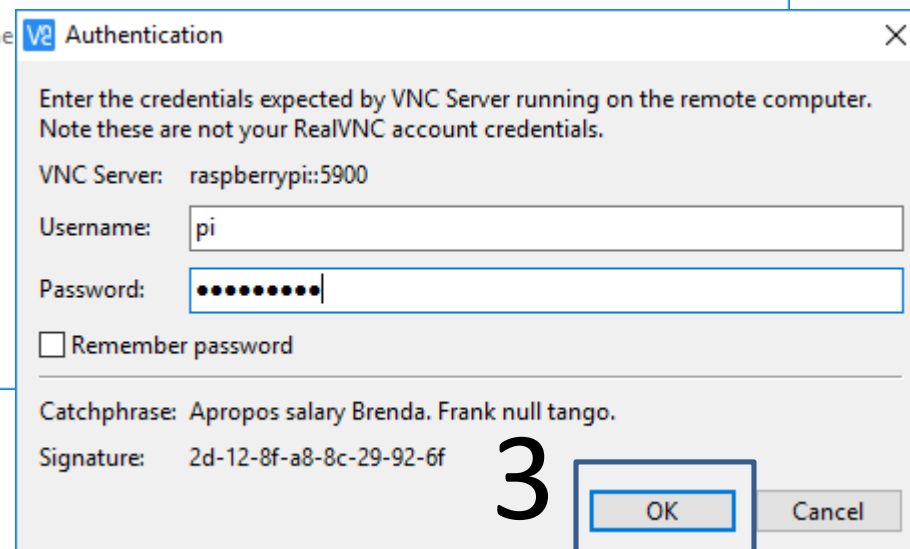 Authentication
Enter the credentials expected by VNC Server running on the remote computer.
Note these are not your RealVNC account credentials.
VNC Server: raspberrypi::5900
Username: pi
Password: •••••••••
Remember password
Catchphrase: Apropos salary Brenda. Frank null tango.
Signature: 2d-12-8f-a8-8c-29-92-6f
3
OK Cancel